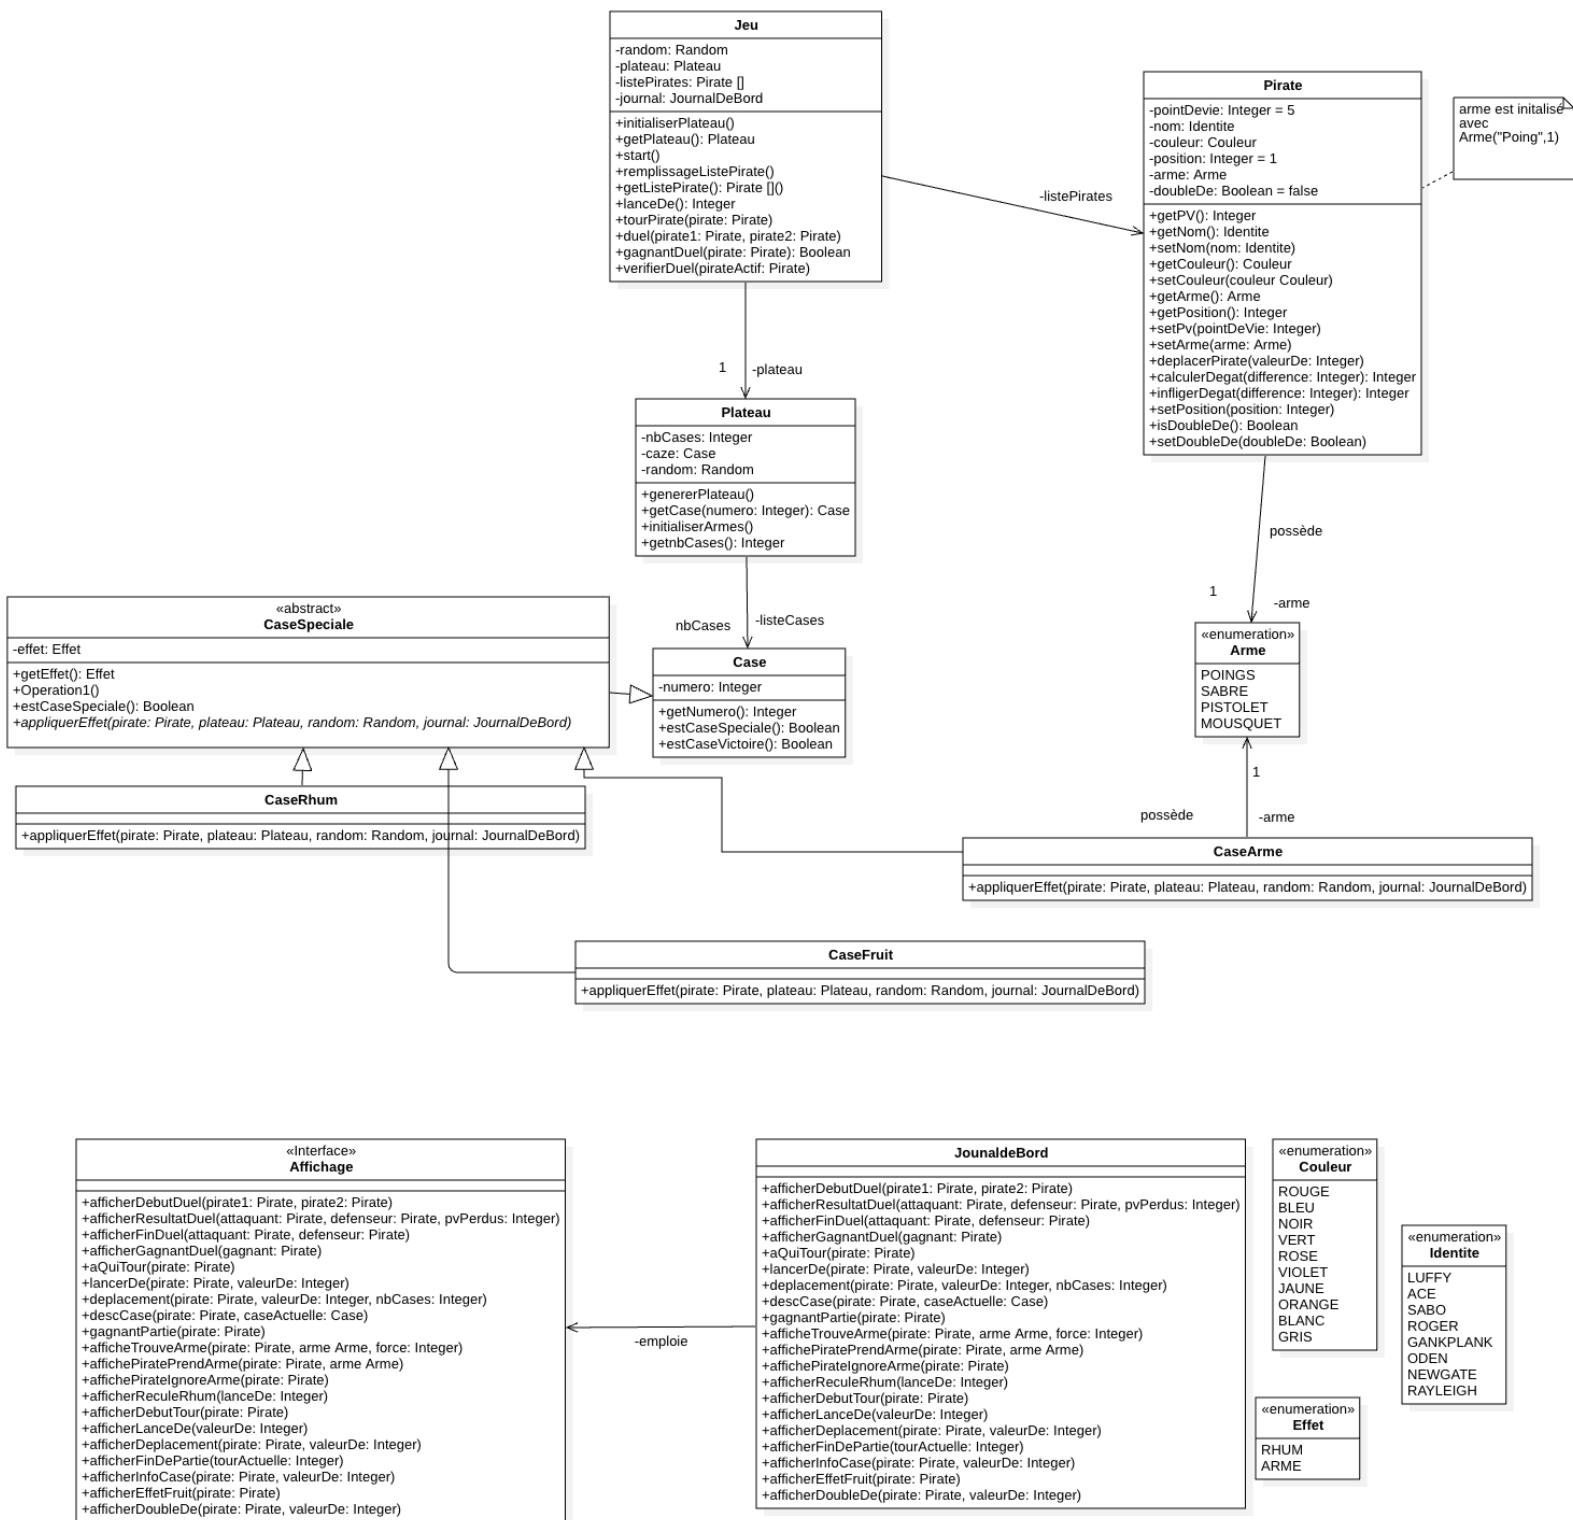 Jeu
-random: Random
-plateau: Plateau
-listePirates: Pirate []
-journal: JournalDeBord
+initialiserPlateau()
+getPlateau(): Plateau
+start()
+remplissageListePirate()
+getListePirate(): Pirate []()
+lanceDe(): Integer
+tourPirate(pirate: Pirate)
+duel(pirate1: Pirate, pirate2: Pirate)
+gagnantDuel(pirate: Pirate): Boolean
+verifierDuel(pirateActif: Pirate)
-listePirates
Pirate
-pointDevie: Integer = 5
-nom: Identite
-couleur: Couleur
-position: Integer = 1
-arme: Arme
-doubleDe: Boolean = false
+getPV(): Integer
+getNom(): Identite
+setNom(nom: Identite)
+getCouleur(): Couleur
+setCouleur(couleur Couleur)
+getArme(): Arme
+getPosition(): Integer
+setPv(pointDeVie: Integer)
+setArme(arme: Arme)
+deplacerPirate(valeurDe: Integer)
+calculerDegat(difference: Integer): Integer
+infligerDegat(difference: Integer): Integer
+setPosition(position: Integer)
+isDoubleDe(): Boolean
+setDoubleDe(doubleDe: Boolean)
arme est initalisé
avec
Arme("Poing",1)
1
-plateau
Plateau
-nbCases: Integer
-caze: Case
-random: Random
+genererPlateau()
+getCase(numero: Integer): Case
+initialiserArmes()
+getnbCases(): Integer
possède
1
-arme
nbCases
-listeCases
«abstract»
CaseSpeciale
-effet: Effet
+getEffet(): Effet
+Operation1()
+estCaseSpeciale(): Boolean
+appliquerEffet(pirate: Pirate, plateau: Plateau, random: Random, journal: JournalDeBord)
Case
-numero: Integer
+getNumero(): Integer
+estCaseSpeciale(): Boolean
+estCaseVictoire(): Boolean
«enumeration»
Arme
POINGS
SABRE
PISTOLET
MOUSQUET
1
possède
-arme
CaseRhum
+appliquerEffet(pirate: Pirate, plateau: Plateau, random: Random, journal: JournalDeBord)
CaseArme
+appliquerEffet(pirate: Pirate, plateau: Plateau, random: Random, journal: JournalDeBord)
CaseFruit
+appliquerEffet(pirate: Pirate, plateau: Plateau, random: Random, journal: JournalDeBord)
«Interface»
Affichage
+afficherDebutDuel(pirate1: Pirate, pirate2: Pirate)
+afficherResultatDuel(attaquant: Pirate, defenseur: Pirate, pvPerdus: Integer)
+afficherFinDuel(attaquant: Pirate, defenseur: Pirate)
+afficherGagnantDuel(gagnant: Pirate)
+aQuiTour(pirate: Pirate)
+lancerDe(pirate: Pirate, valeurDe: Integer)
+deplacement(pirate: Pirate, valeurDe: Integer, nbCases: Integer)
+descCase(pirate: Pirate, caseActuelle: Case)
+gagnantPartie(pirate: Pirate)
+afficheTrouveArme(pirate: Pirate, arme Arme, force: Integer)
+affichePiratePrendArme(pirate: Pirate, arme Arme)
+affichePirateIgnoreArme(pirate: Pirate)
+afficherReculeRhum(lanceDe: Integer)
+afficherDebutTour(pirate: Pirate)
+afficherLanceDe(valeurDe: Integer)
+afficherDeplacement(pirate: Pirate, valeurDe: Integer)
+afficherFinDePartie(tourActuelle: Integer)
+afficherInfoCase(pirate: Pirate, valeurDe: Integer)
+afficherEffetFruit(pirate: Pirate)
+afficherDoubleDe(pirate: Pirate, valeurDe: Integer)
-emploie
JounaldeBord
+afficherDebutDuel(pirate1: Pirate, pirate2: Pirate)
+afficherResultatDuel(attaquant: Pirate, defenseur: Pirate, pvPerdus: Integer)
+afficherFinDuel(attaquant: Pirate, defenseur: Pirate)
+afficherGagnantDuel(gagnant: Pirate)
+aQuiTour(pirate: Pirate)
+lancerDe(pirate: Pirate, valeurDe: Integer)
+deplacement(pirate: Pirate, valeurDe: Integer, nbCases: Integer)
+descCase(pirate: Pirate, caseActuelle: Case)
+gagnantPartie(pirate: Pirate)
+afficheTrouveArme(pirate: Pirate, arme Arme, force: Integer)
+affichePiratePrendArme(pirate: Pirate, arme Arme)
+affichePirateIgnoreArme(pirate: Pirate)
+afficherReculeRhum(lanceDe: Integer)
+afficherDebutTour(pirate: Pirate)
+afficherLanceDe(valeurDe: Integer)
+afficherDeplacement(pirate: Pirate, valeurDe: Integer)
+afficherFinDePartie(tourActuelle: Integer)
+afficherInfoCase(pirate: Pirate, valeurDe: Integer)
+afficherEffetFruit(pirate: Pirate)
+afficherDoubleDe(pirate: Pirate, valeurDe: Integer)
«enumeration»
Couleur
ROUGE
BLEU
NOIR
VERT
ROSE
VIOLET
JAUNE
ORANGE
BLANC
GRIS
«enumeration»
Identite
LUFFY
ACE
SABO
ROGER
GANKPLANK
ODEN
NEWGATE
RAYLEIGH
«enumeration»
Effet
RHUM
ARME